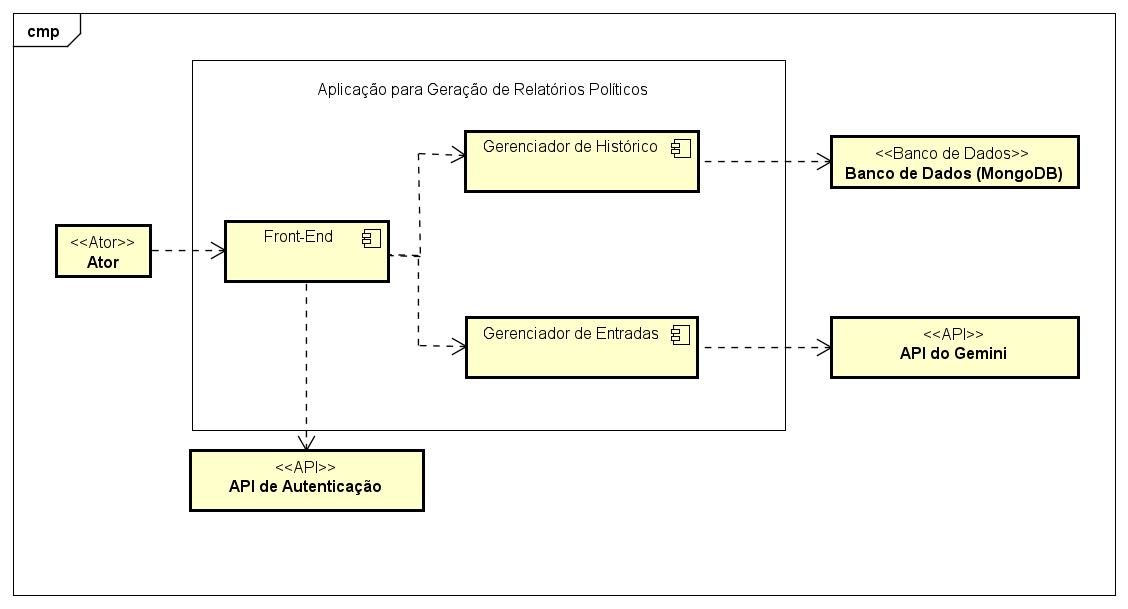 cmp
Aplicação para Geração de Relatórios Políticos
Gerenciador de Histórico
<<Banco de Dados>>
Banco de Dados (MongoDB)
<<Ator>>
Ator
Front-End
Gerenciador de Entradas
<<API>>
API do Gemini
<<API>>
API de Autenticação